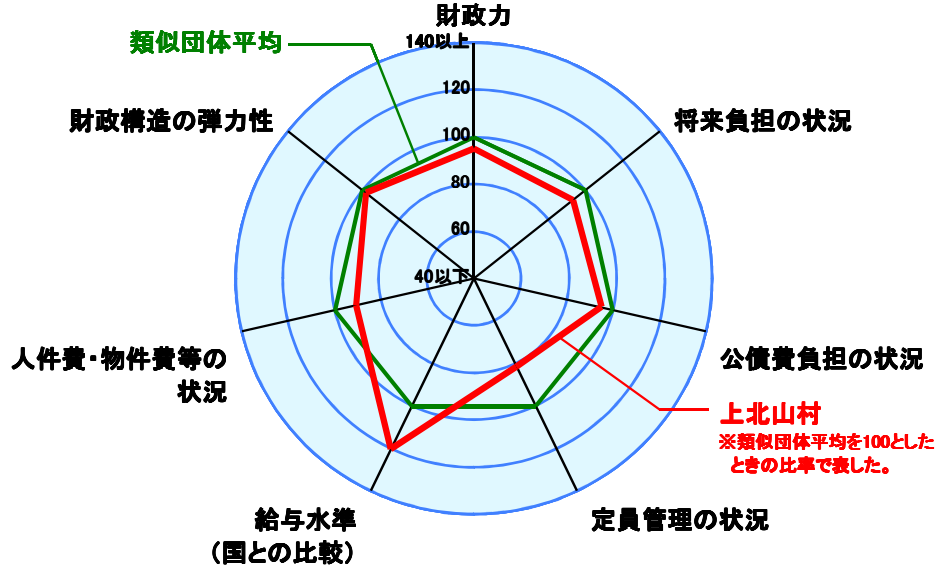 財政力
類似団体平均
140以上
120
100
80
60
40以下
財政構造の弾力性
将来負担の状況
人件費・物件費等の
状況
公債費負担の状況
上北山村
※類似団体平均を100とした
ときの比率で表した。
給与水準
（国との比較）
定員管理の状況